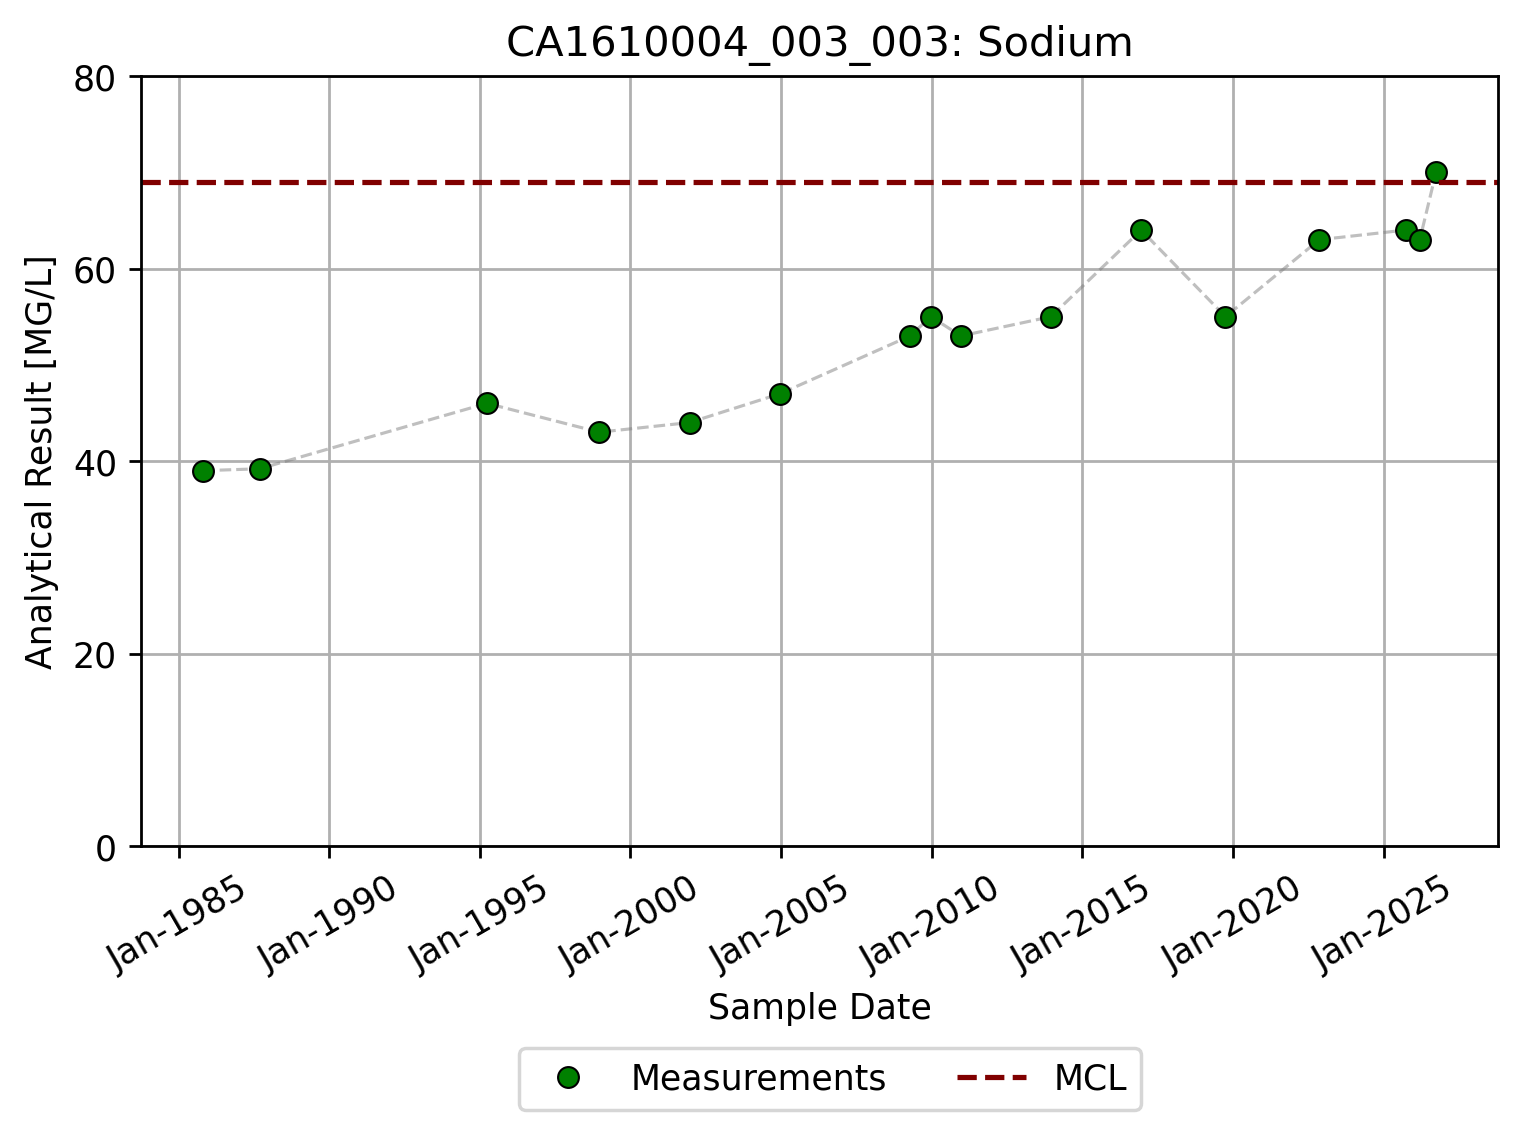 CA1610004_003_003: Sodium
80
60
40
20
0
Analytical Result [MG/L]
Jan-1985
Jan-1990
Jan-1995
Jan-2000
Jan-2005
Jan-2010
Jan-2015
Jan-2020
Jan-2025
Sample Date
Measurements
MCL